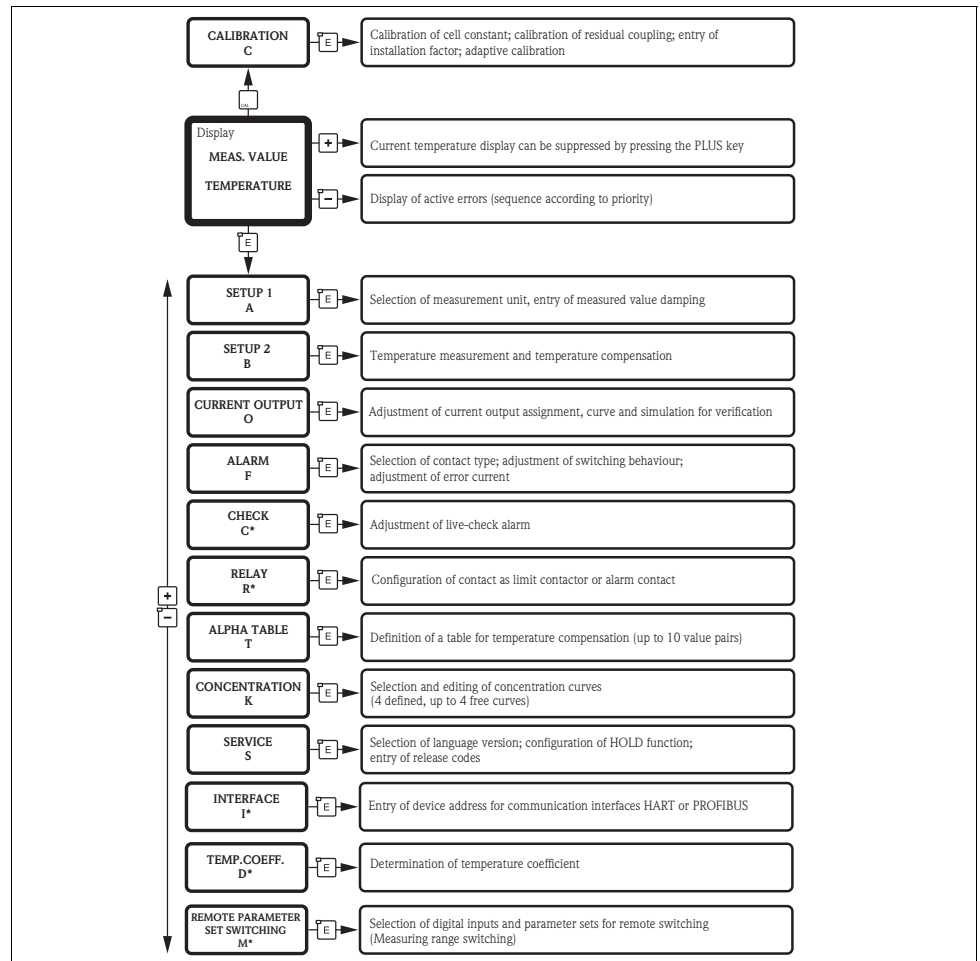 CALIBRATION
C
E
Calibration of cell constant; calibration of residual coupling; entry of
installation factor; adaptive calibration
CAL
Display
MEAS. VALUE
TEMPERATURE
+
Current temperature display can be suppressed by pressing the PLUS key
−
Display of active errors (sequence according to priority)
E
SETUP 1
A
E
Selection of measurement unit, entry of measured value damping
SETUP 2
B
E
Temperature measurement and temperature compensation
CURRENT OUTPUT
O
E
Adjustment of current output assignment, curve and simulation for verification
ALARM
F
E
Selection of contact type; adjustment of switching behaviour;
adjustment of error current
CHECK
C*
E
Adjustment of live-check alarm
RELAY
R*
E
Configuration of contact as limit contactor or alarm contact
+
−
ALPHA TABLE
T
E
Definition of a table for temperature compensation (up to 10 value pairs)
CONCENTRATION
K
E
Selection and editing of concentration curves
(4 defined, up to 4 free curves)
SERVICE
S
E
Selection of language version; configuration of HOLD function;
entry of release codes
INTERFACE
I*
E
Entry of device address for communication interfaces HART or PROFIBUS
TEMP.COEFF.
D*
E
Determination of temperature coefficient
REMOTE PARAMETER
SET SWITCHING
M*
E
Selection of digital inputs and parameter sets for remote switching
(Measuring range switching)